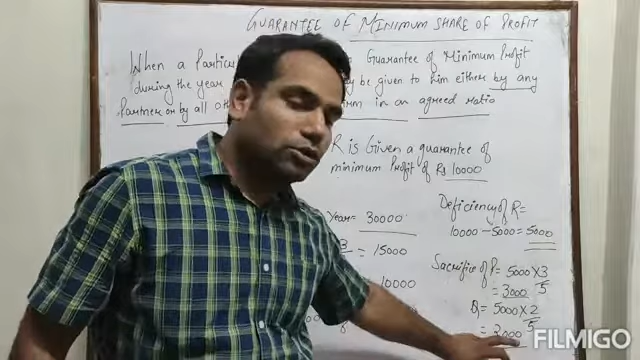 GUARANTEE OF MINIMUM SHARE OF PROFIT
When a Guarantee of Minimum Profit
during the year be given to him either by any
Partner or by all in an agreed ratio
R is Given a guarantee of
minimum Profit of Rs 10000
Year = 30000
= 15000
10000
Deficiency of R =
10000 - 5000 = 5000
Sacrifice of P = 5000 X 3/5
= 3000
Q = 5000 X 2/5
= 2000
FILMIGO